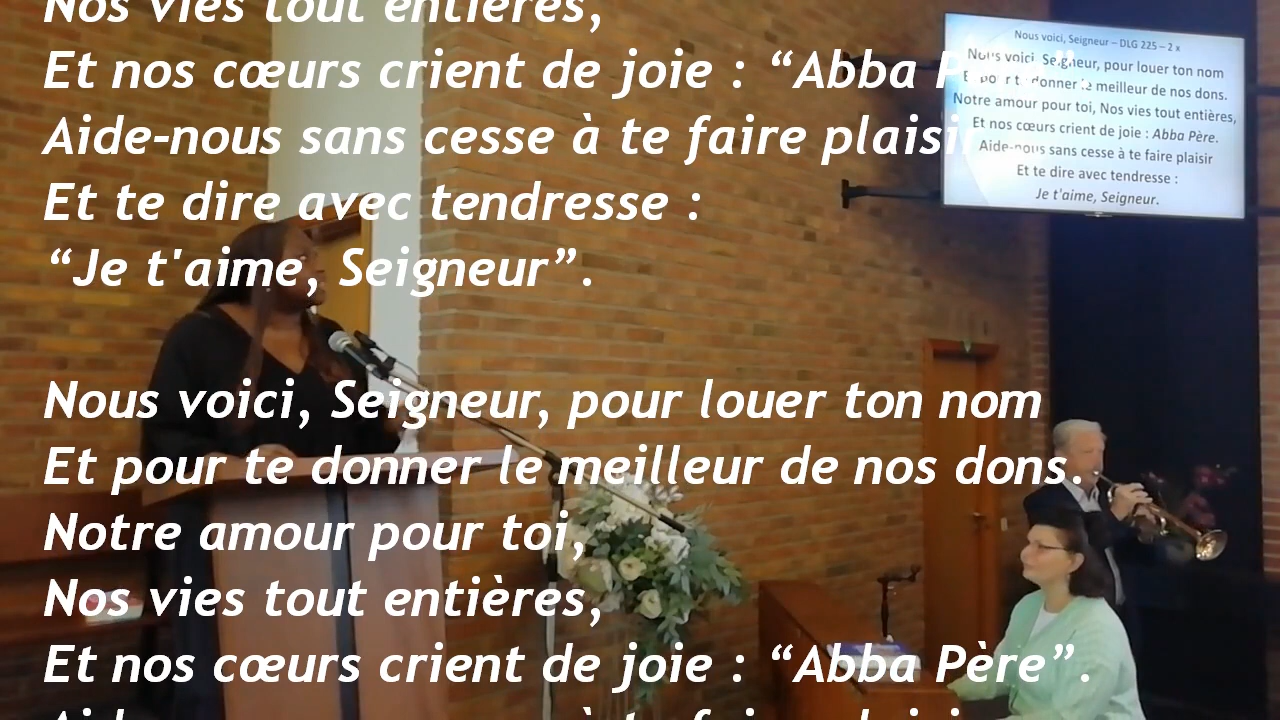 Nos vies tout entières,
Et nos cœurs crient de joie : “Abba P
Aide-nous sans cesse à te faire plaisir
Et te dire avec tendresse :
“Je t'aime, Seigneur”.
Nous voici, Seigneur, pour louer ton nom
Et pour te donner le meilleur de nos dons.
Notre amour pour toi,
Nos vies tout entières,
Et nos cœurs crient de joie : “Abba Père”.
Nous voici, Seigneur – DLG 225 – 2 x
Nous voici Seigneur, pour louer ton nom
Et pour te donner le meilleur de nos dons.
Notre amour pour toi, Nos vies tout entières,
Et nos cœurs crient de joie : Abba Père.
Aide-nous sans cesse à te faire plaisir
Et te dire avec tendresse :
Je t'aime, Seigneur.